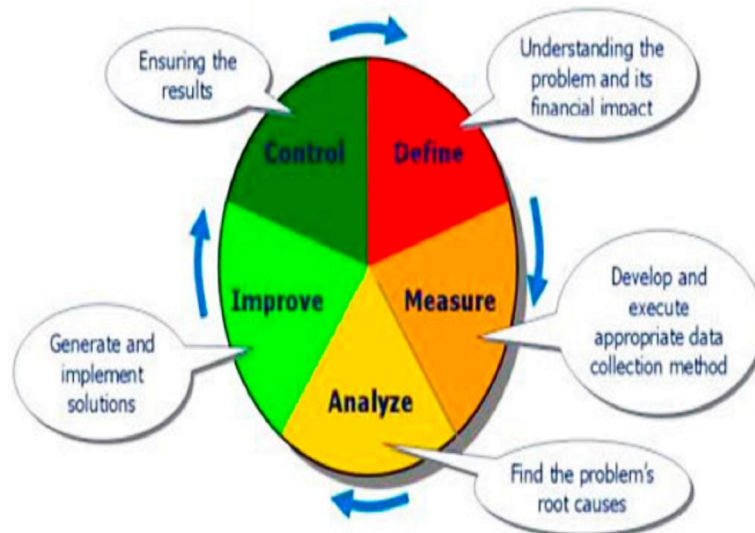 Ensuring the
results
Understanding the
problem and its
financial impact
Control
Define
Improve
Measure
Develop and
execute
appropriate data
collection method
Generate and
implement
solutions
Analyze
Find the problem's
root causes